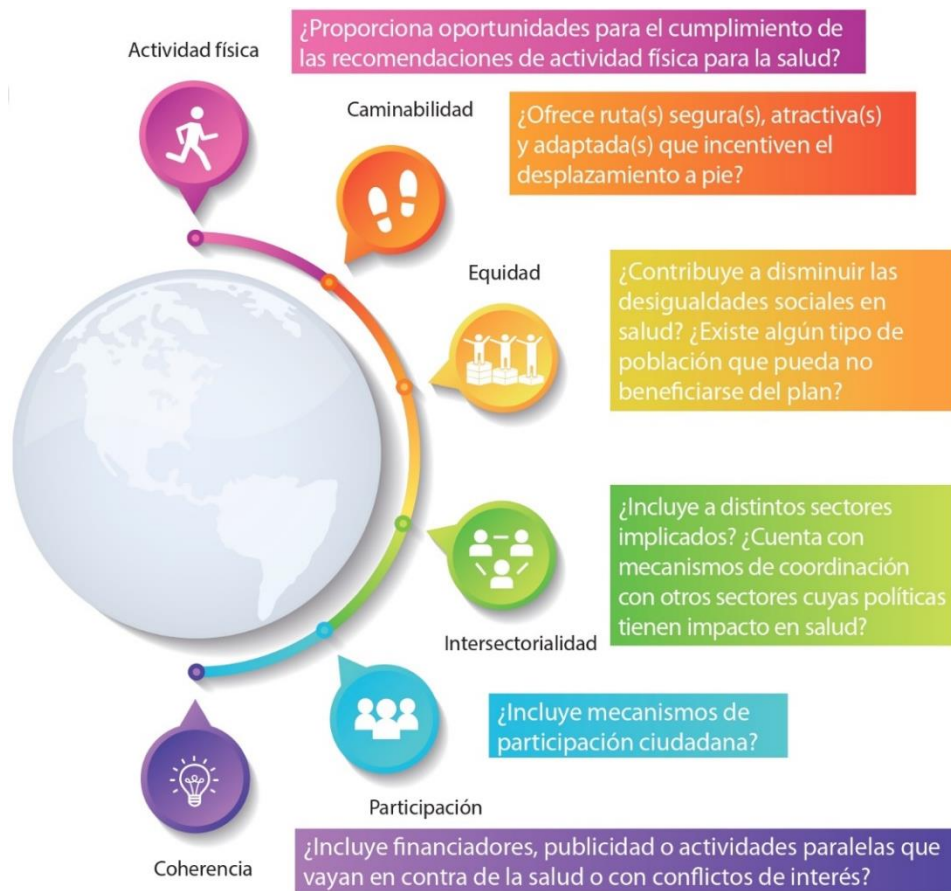 Actividad física
¿Proporciona oportunidades para el cumplimiento de
las recomendaciones de actividad física para la salud?
Caminabilidad
¿Ofrece ruta(s) segura(s), atractiva(s)
y adaptada(s) que incentiven el
desplazamiento a pie?
Equidad
¿Contribuye a disminuir las
desigualdades sociales en
salud? ¿Existe algún tipo de
población que pueda no
beneficiarse del plan?
Intersectorialidad
¿Incluye a distintos sectores
implicados? ¿Cuenta con
mecanismos de coordinación
con otros sectores cuyas políticas
tienen impacto en salud?
Participación
¿Incluye mecanismos de
participación ciudadana?
Coherencia
¿Incluye financiadores, publicidad o actividades paralelas que
vayan en contra de la salud o con conflictos de interés?